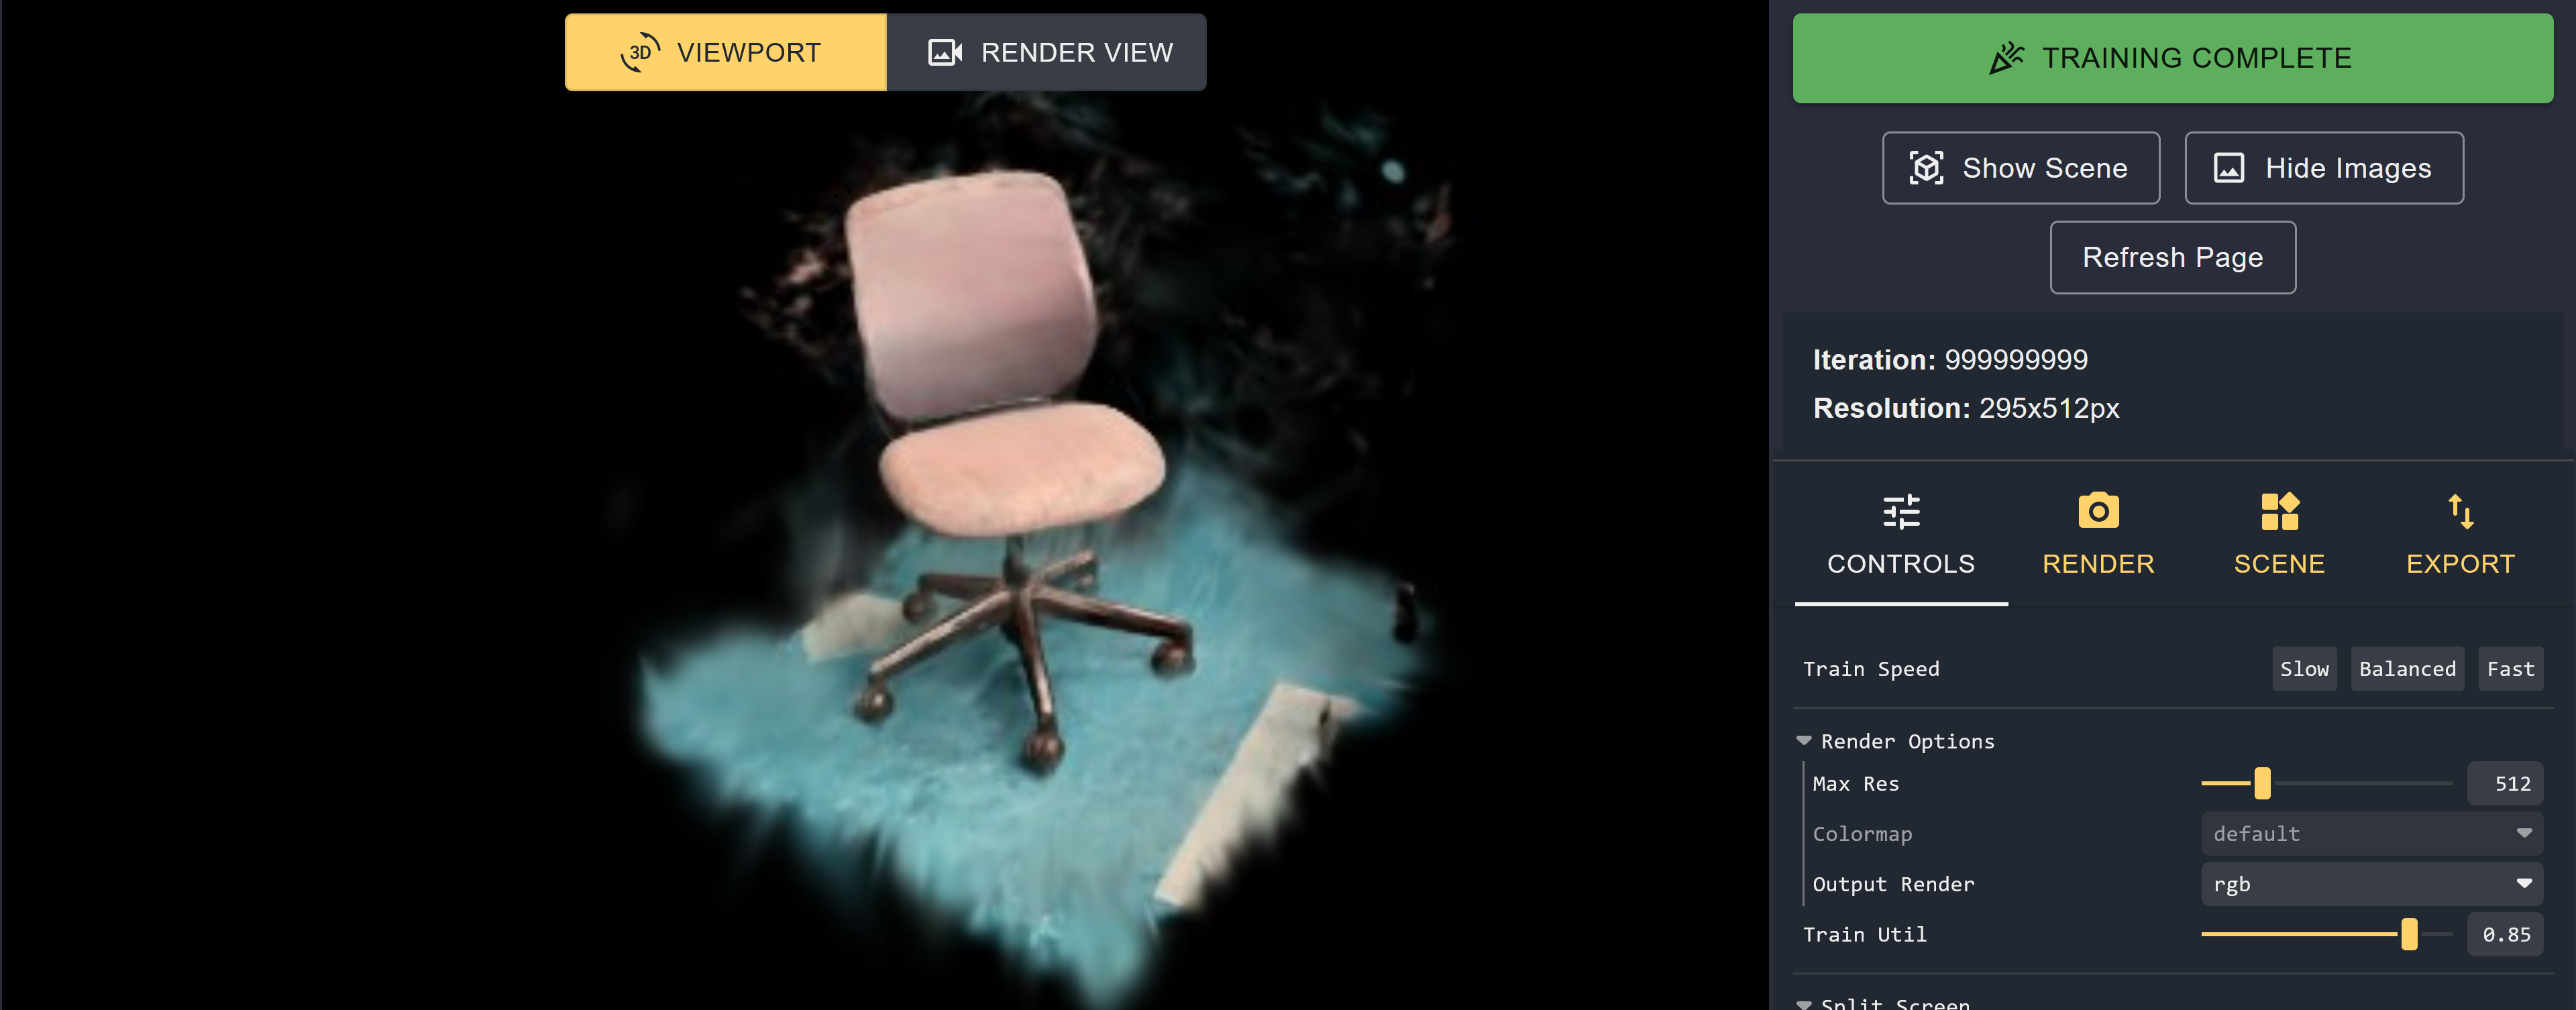 3D VIEWPORT
RENDER VIEW
TRAINING COMPLETE
Show Scene
Hide Images
Refresh Page
Iteration: 999999999
Resolution: 295x512px
CONTROLS
RENDER
SCENE
EXPORT
Train Speed
Slow
Balanced
Fast
Render Options
Max Res
512
Colormap
default
Output Render
rgb
Train Util
0.85
Split Screen